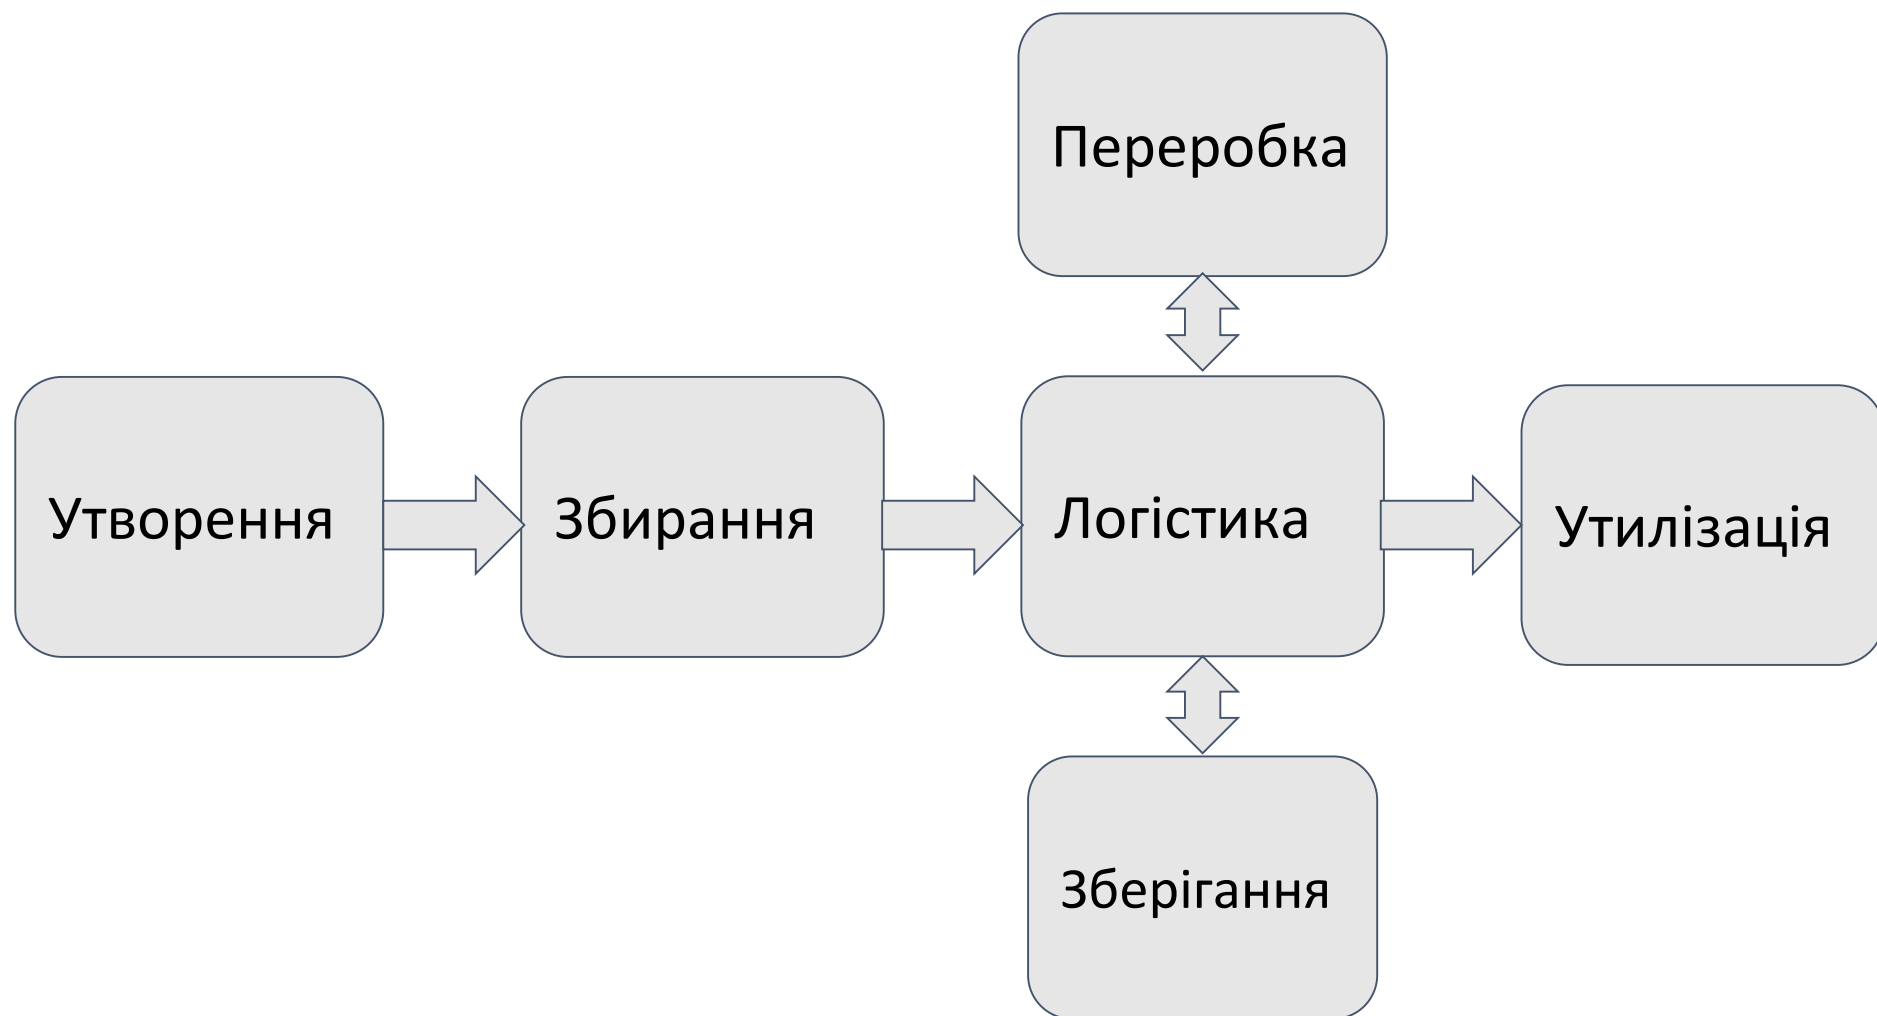 Переробка
Утворення
Збирання
Логістика
Утилізація
Зберігання